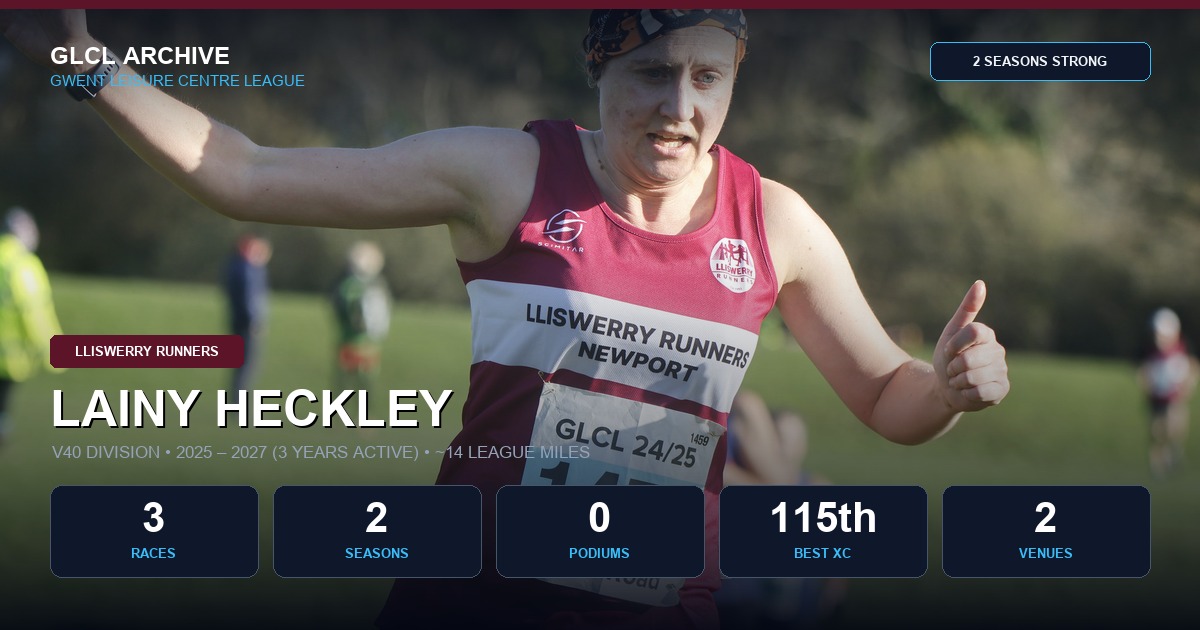 GLCL ARCHIVE
GWENT LEISURE CENTRE LEAGUE
2 SEASONS STRONG
SCIMITAR
LLISWERRY
RUNNERS
LLISWERRY RUNNERS
NEWPORT
GLCL 24/25
1459
LLISWERRY RUNNERS
LAINY HECKLEY
V40 DIVISION • 2025 – 2027 (3 YEARS ACTIVE) • ~14 LEAGUE MILES
3
RACES
2
SEASONS
0
PODIUMS
115th
BEST XC
2
VENUES